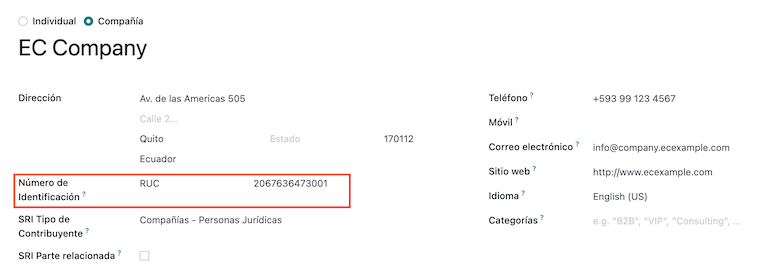 Individual Compañía
EC Company
Dirección Av. de las Americas 505
Calle 2...
Quito Estado 170112
Ecuador
Número de Identificación ? RUC 2067636473001
SRI Tipo de Contribuyente ? Compañías - Personas Jurídicas
SRI Parte relacionada ?
Teléfono ? +593 99 123 4567
Móvil ?
Correo electrónico ? info@company.ecexample.com
Sitio web ? http://www.ecexample.com
Idioma ? English (US)
Categorías ? e.g. "B2B", "VIP", "Consulting", ...